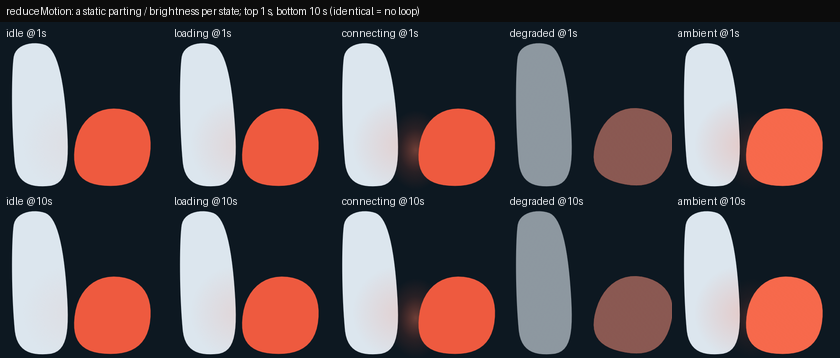 reduceMotion: a static parting / brightness per state; top 1 s, bottom 10 s (identical = no loop)
idle @1s loading @1s connecting @1s degraded @1s ambient @1s
idle @10s loading @10s connecting @10s degraded @10s ambient @10s